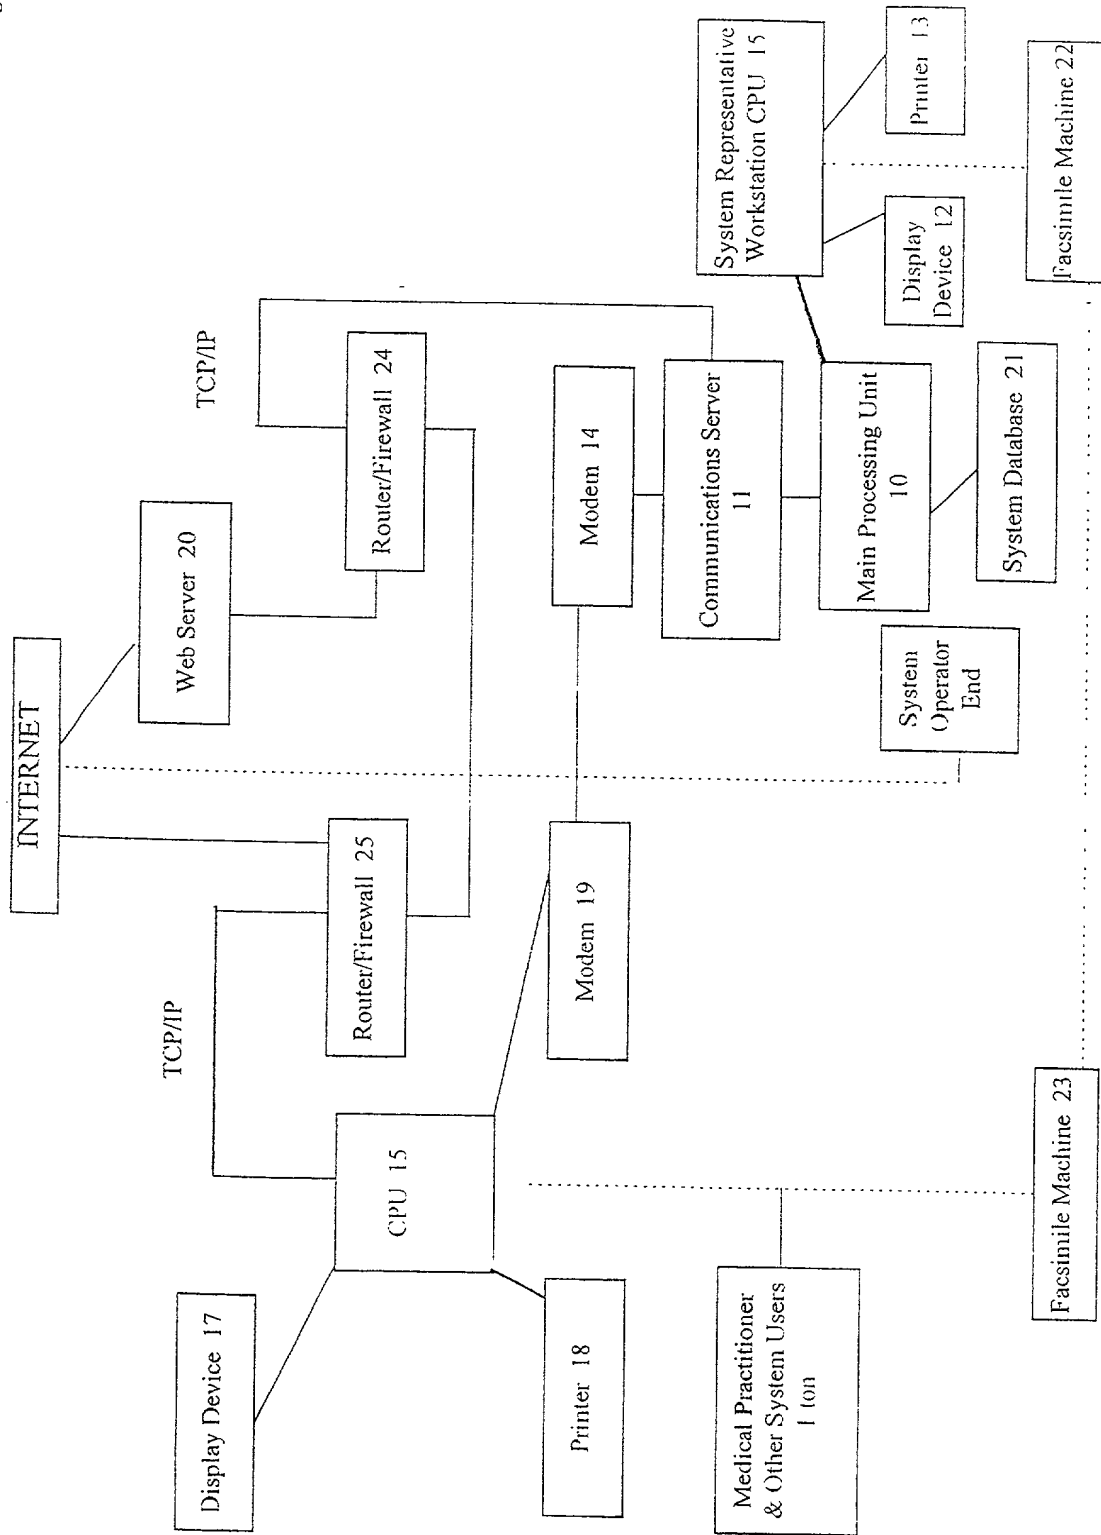 INTERNET
TCP/IP
TCP/IP
Display Device 17
Router/Firewall 25
Web Server 20
Router/Firewall 24
CPU 15
Printer 18
Modem 19
Modem 14
Medical Practitioner
& Other System Users
1 ton
Communications Server
11
System Representative
Workstation CPU 15
Main Processing Unit
10
System
Operator
End
Display
Device 12
Printer 13
System Database 21
Facsimile Machine 23
Facsimile Machine 22